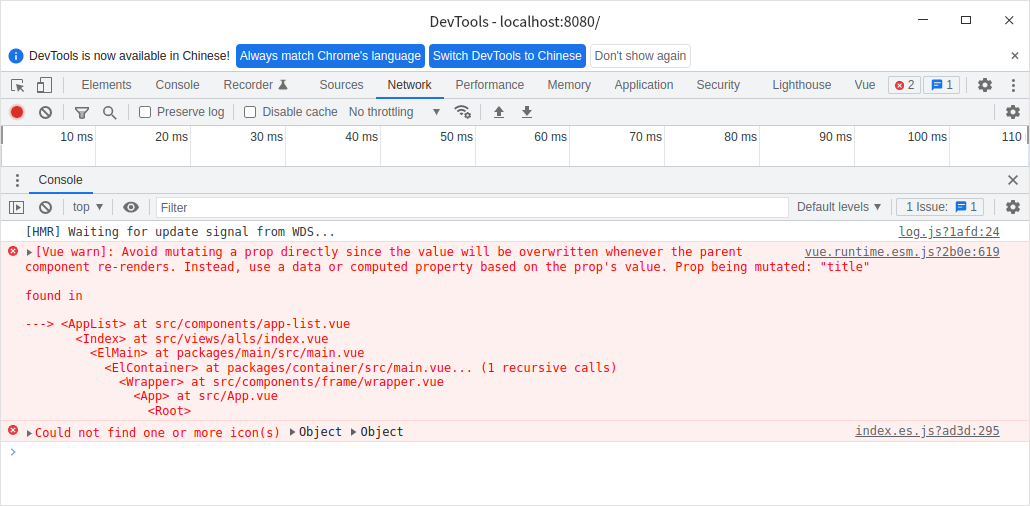 DevTools - localhost:8080/
DevTools is now available in Chinese! Always match Chrome's language Switch DevTools to Chinese Don't show again
Elements Console Recorder Sources Network Performance Memory Application Security Lighthouse Vue 2 1
Preserve log Disable cache No throttling
10 ms 20 ms 30 ms 40 ms 50 ms 60 ms 70 ms 80 ms 90 ms 100 ms 110
Console
top Filter Default levels 1 Issue: 1
[HMR] Waiting for update signal from WDS... log.js?1afd:24
[Vue warn]: Avoid mutating a prop directly since the value will be overwritten whenever the parent vue.runtime.esm.js?2b0e:619
component re-renders. Instead, use a data or computed property based on the prop's value. Prop being mutated: "title"
found in
---> <AppList> at src/components/app-list.vue
<Index> at src/views/alls/index.vue
<ElMain> at packages/main/src/main.vue
<ElContainer> at packages/container/src/main.vue... (1 recursive calls)
<Wrapper> at src/components/frame/wrapper.vue
<App> at src/App.vue
<Root>
Could not find one or more icon(s) Object Object index.es.js?ad3d:295